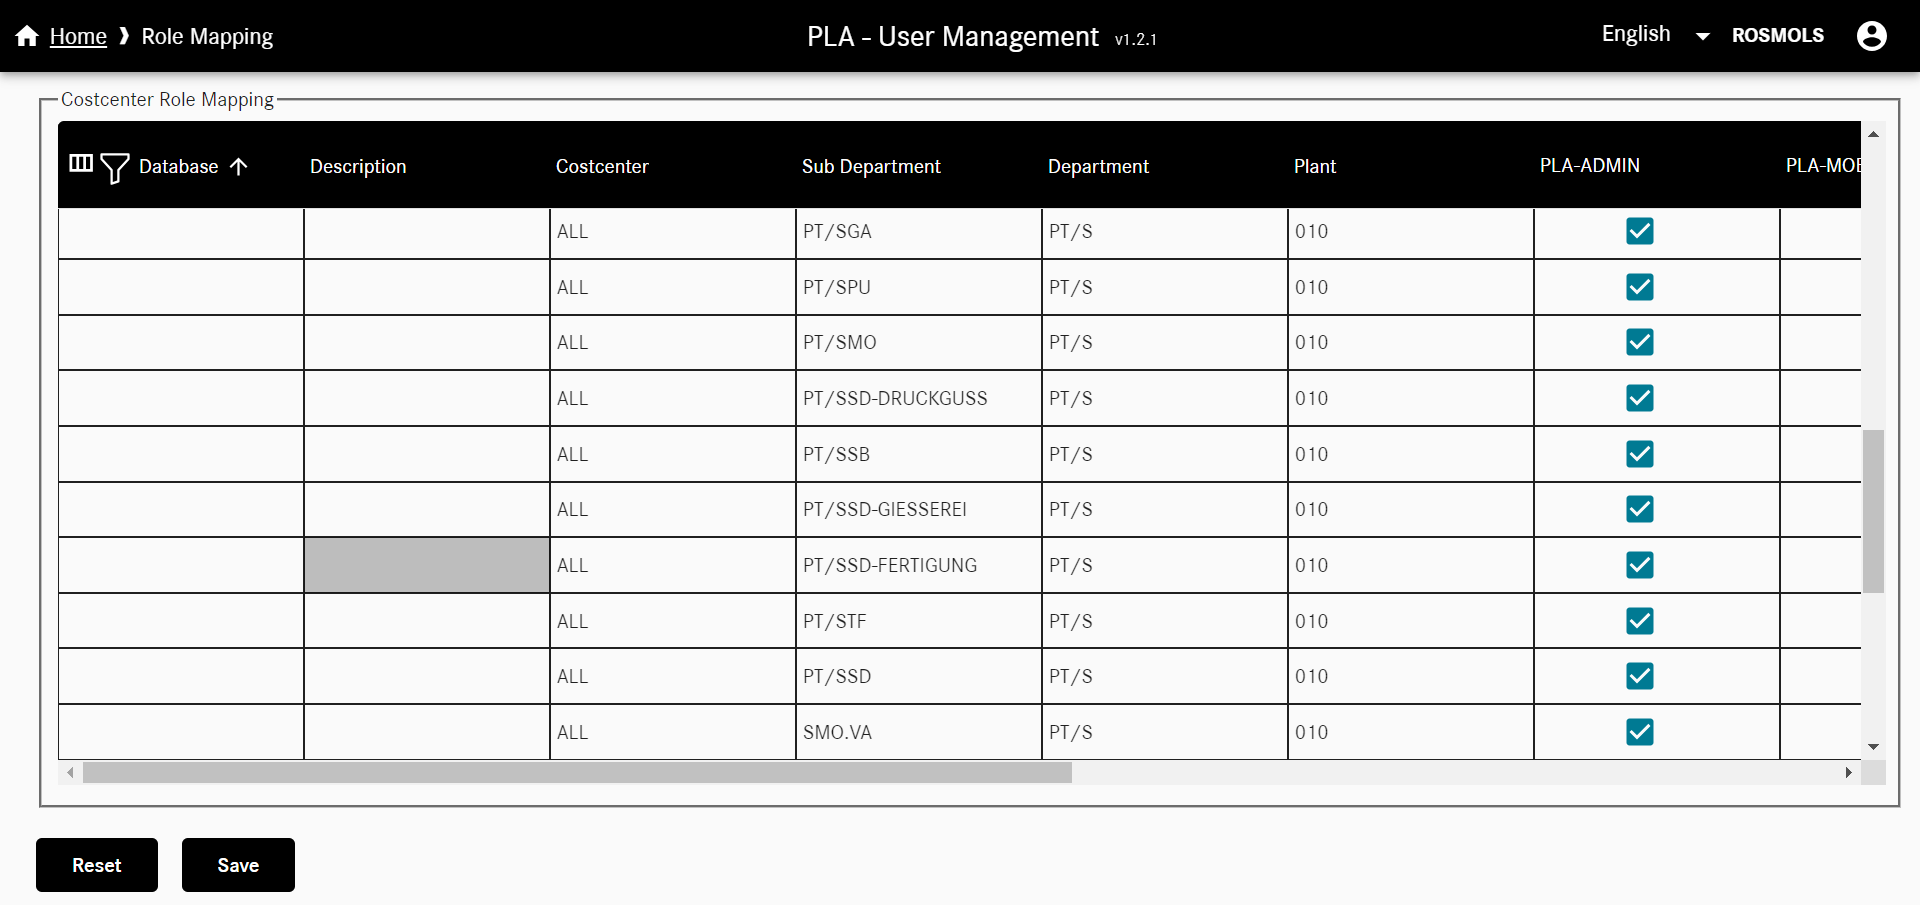 Home ❱ Role Mapping
PLA - User Management v1.2.1
English ROSMOLS
Costcenter Role Mapping
Database Description Costcenter Sub Department Department Plant PLA-ADMIN
ALL PT/SGA PT/S 010
ALL PT/SPU PT/S 010
ALL PT/SMO PT/S 010
ALL PT/SSD-DRUCKGUSS PT/S 010
ALL PT/SSB PT/S 010
ALL PT/SSD-GIESSEREI PT/S 010
ALL PT/SSD-FERTIGUNG PT/S 010
ALL PT/STF PT/S 010
ALL PT/SSD PT/S 010
ALL SMO.VA PT/S 010
Reset Save